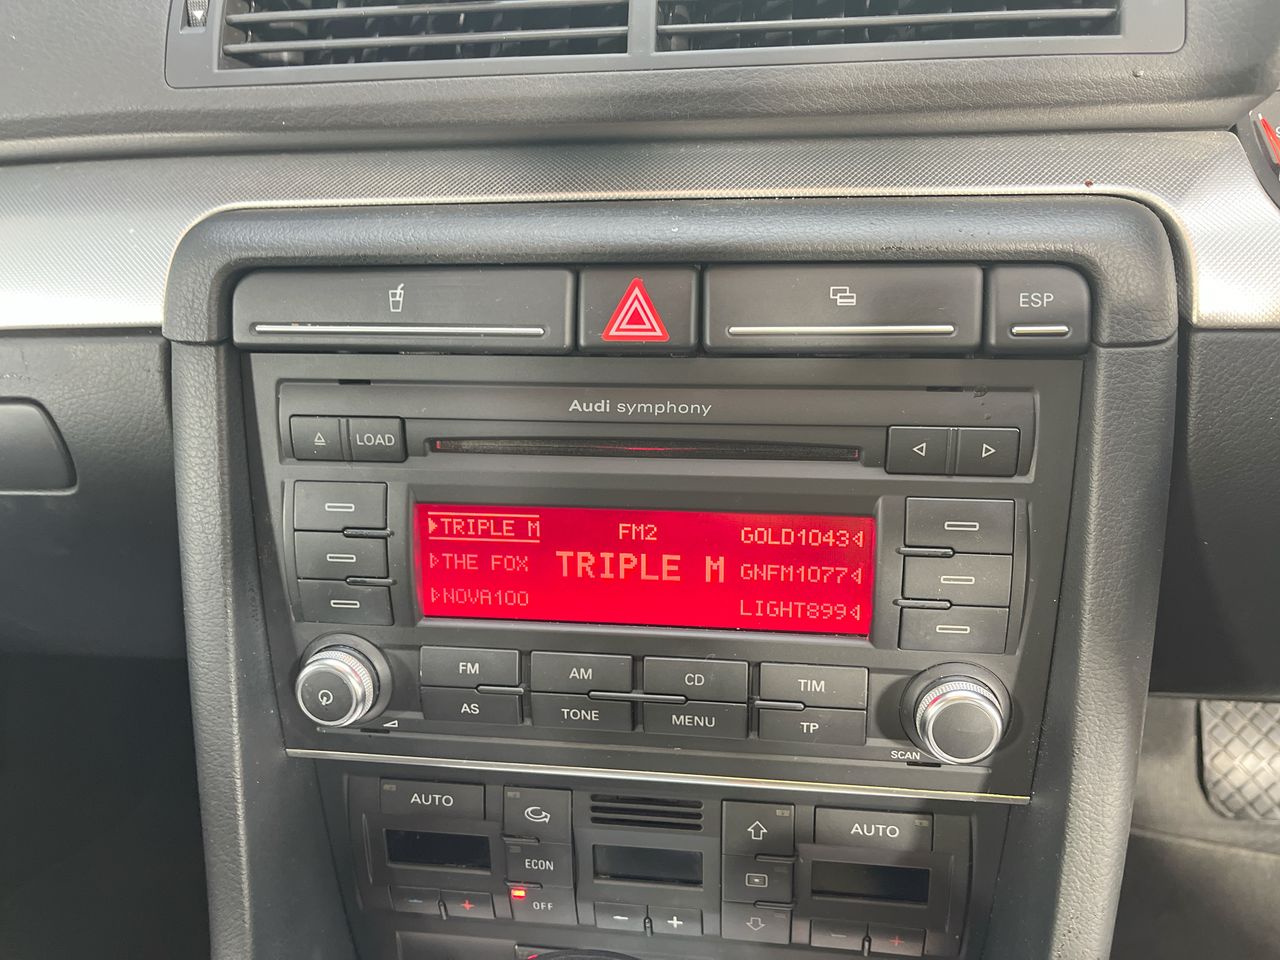 ESP
Audi symphony
LOAD
TRIPLE M FM2 GOLD1043
THE FOX TRIPLE M GNFM1077
NOVA100 LIGHT899
FM AM CD TIM
AS TONE MENU TP
SCAN
AUTO AUTO
ECON
OFF